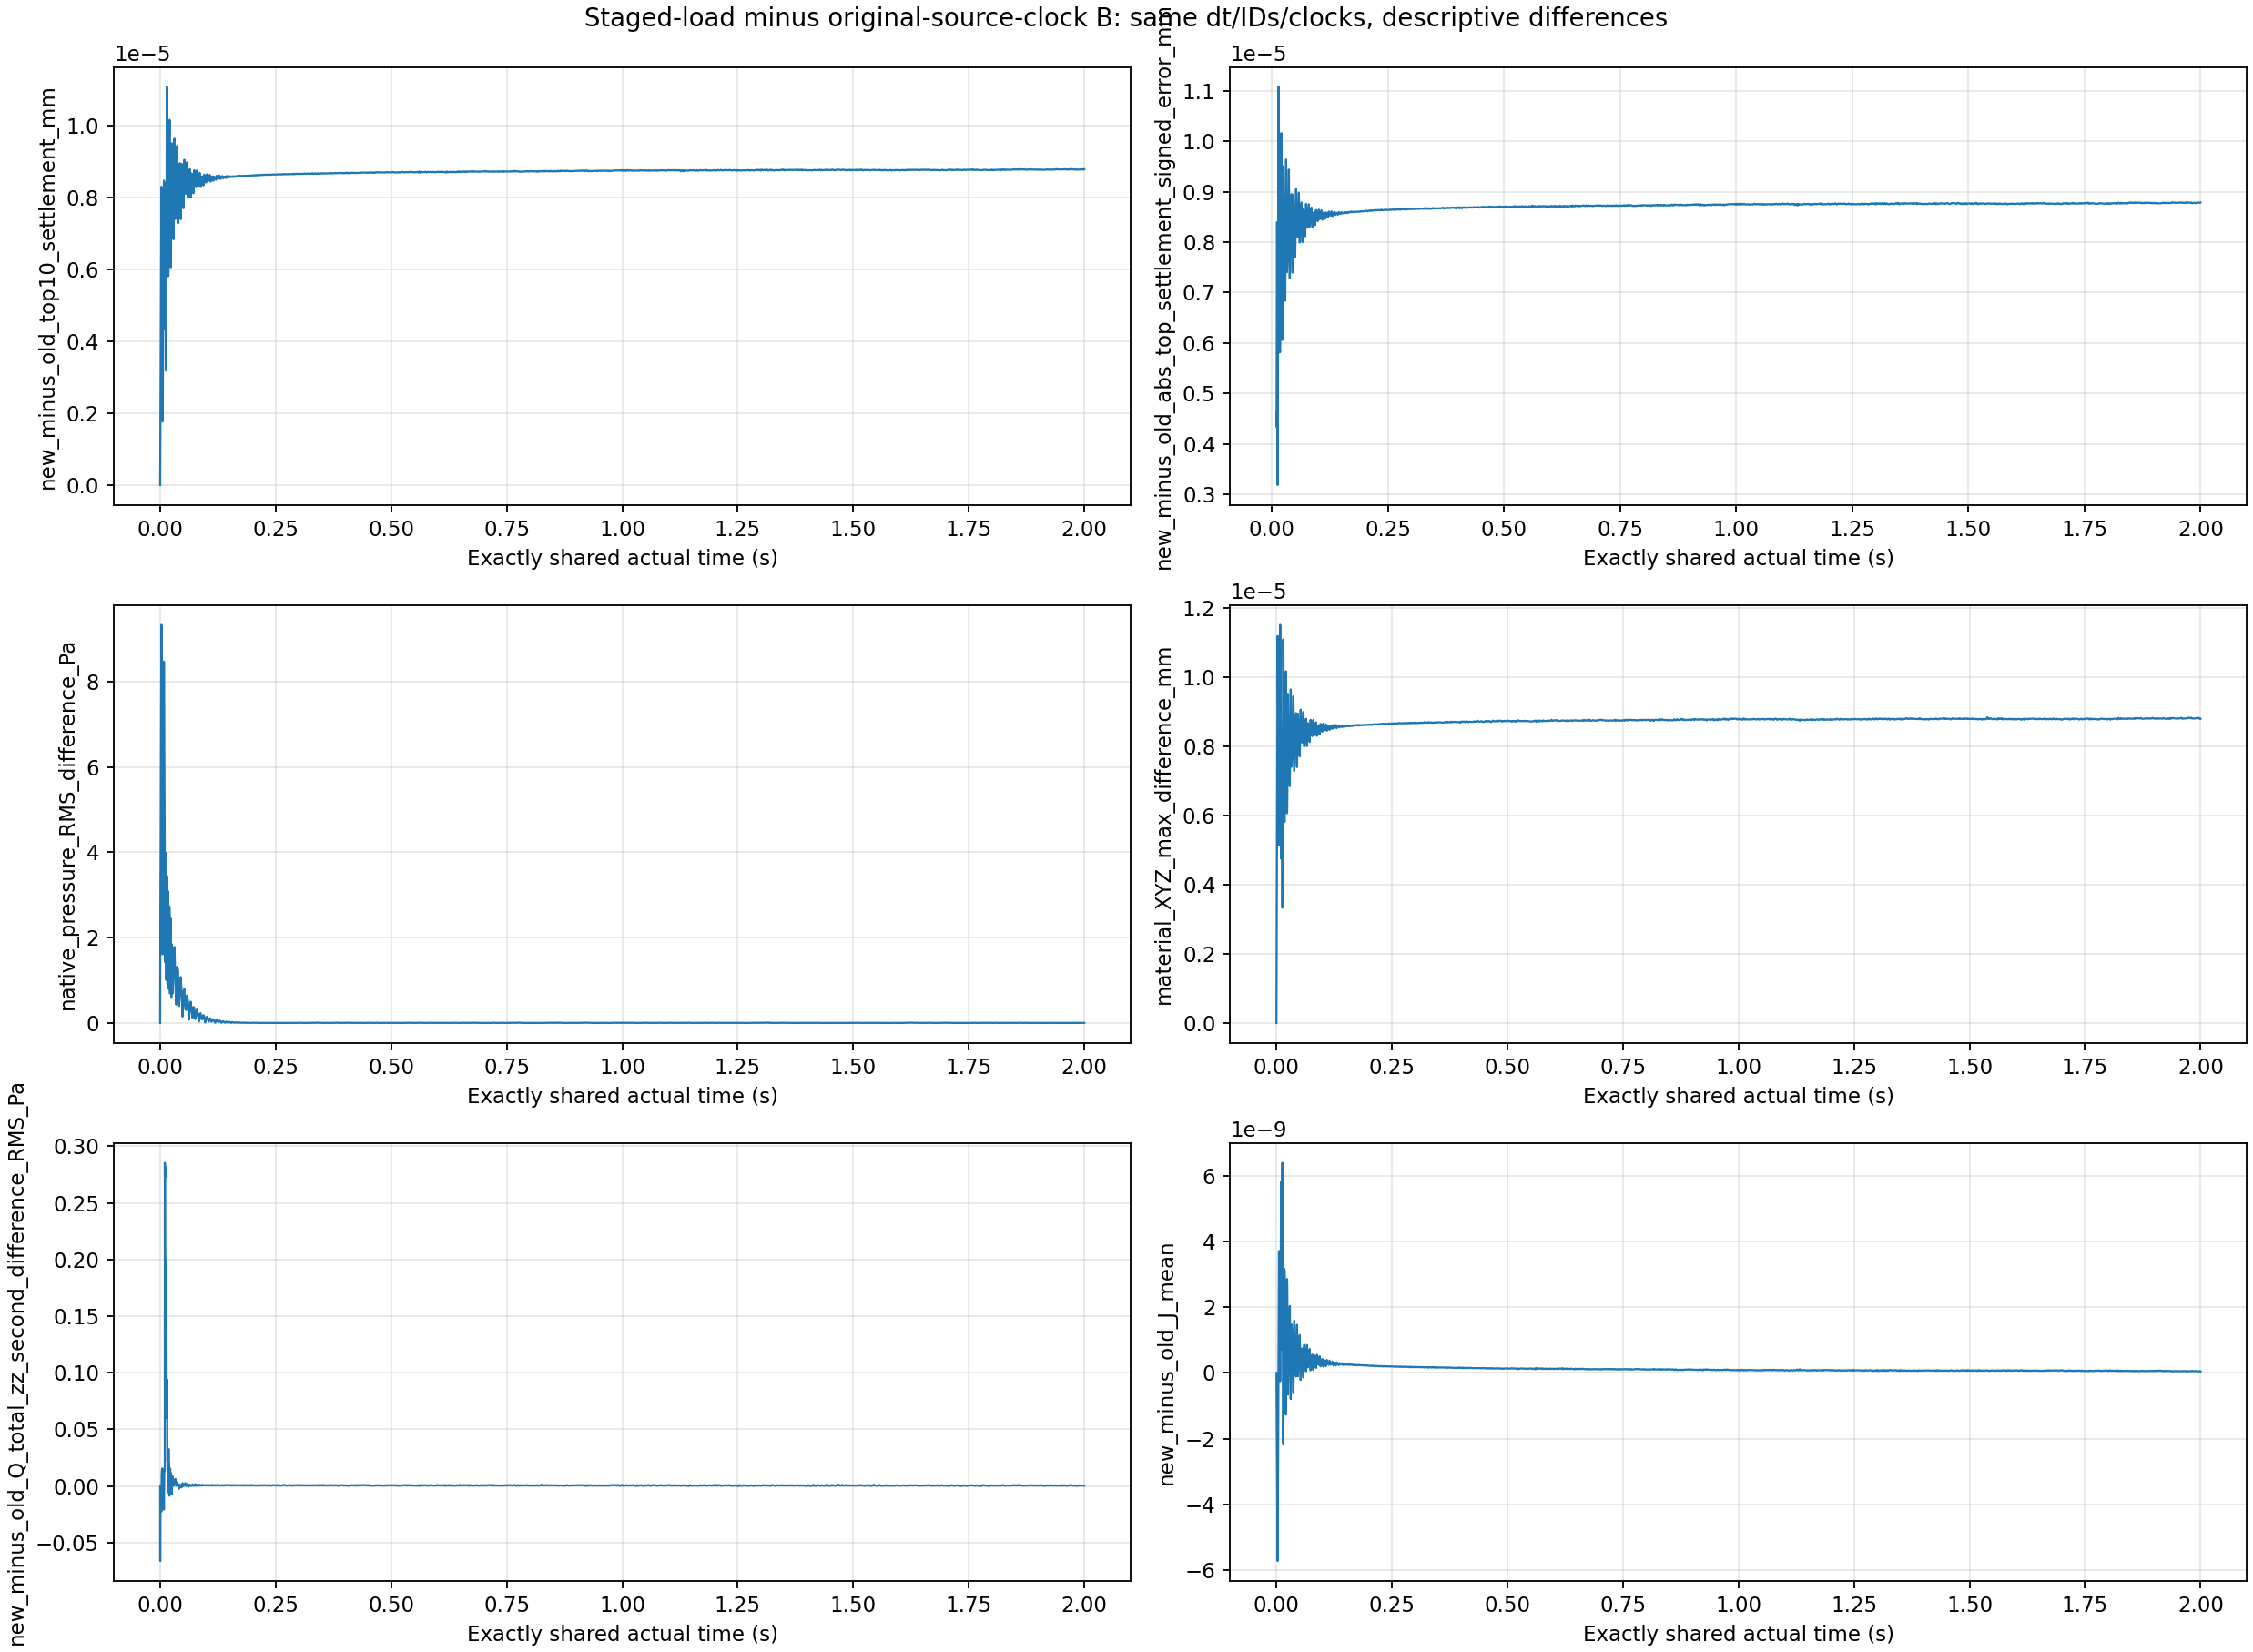 Staged-load minus original-source-clock B: same dt/IDs/clocks, descriptive differences
1e−5
new_minus_old_top10_settlement_mm
1.0
0.8
0.6
0.4
0.2
0.0
0.00 0.25 0.50 0.75 1.00 1.25 1.50 1.75 2.00
Exactly shared actual time (s)
1e−5
new_minus_old_abs_top_settlement_signed_error_mm
1.1
1.0
0.9
0.8
0.7
0.6
0.5
0.4
0.3
0.00 0.25 0.50 0.75 1.00 1.25 1.50 1.75 2.00
Exactly shared actual time (s)
native_pressure_RMS_difference_Pa
8
6
4
2
0
0.00 0.25 0.50 0.75 1.00 1.25 1.50 1.75 2.00
Exactly shared actual time (s)
1e−5
material_XYZ_max_difference_mm
1.2
1.0
0.8
0.6
0.4
0.2
0.0
0.00 0.25 0.50 0.75 1.00 1.25 1.50 1.75 2.00
Exactly shared actual time (s)
new_minus_old_Q_total_zz_second_difference_RMS_Pa
0.30
0.25
0.20
0.15
0.10
0.05
0.00
−0.05
0.00 0.25 0.50 0.75 1.00 1.25 1.50 1.75 2.00
Exactly shared actual time (s)
1e−9
new_minus_old_J_mean
6
4
2
0
−2
−4
−6
0.00 0.25 0.50 0.75 1.00 1.25 1.50 1.75 2.00
Exactly shared actual time (s)